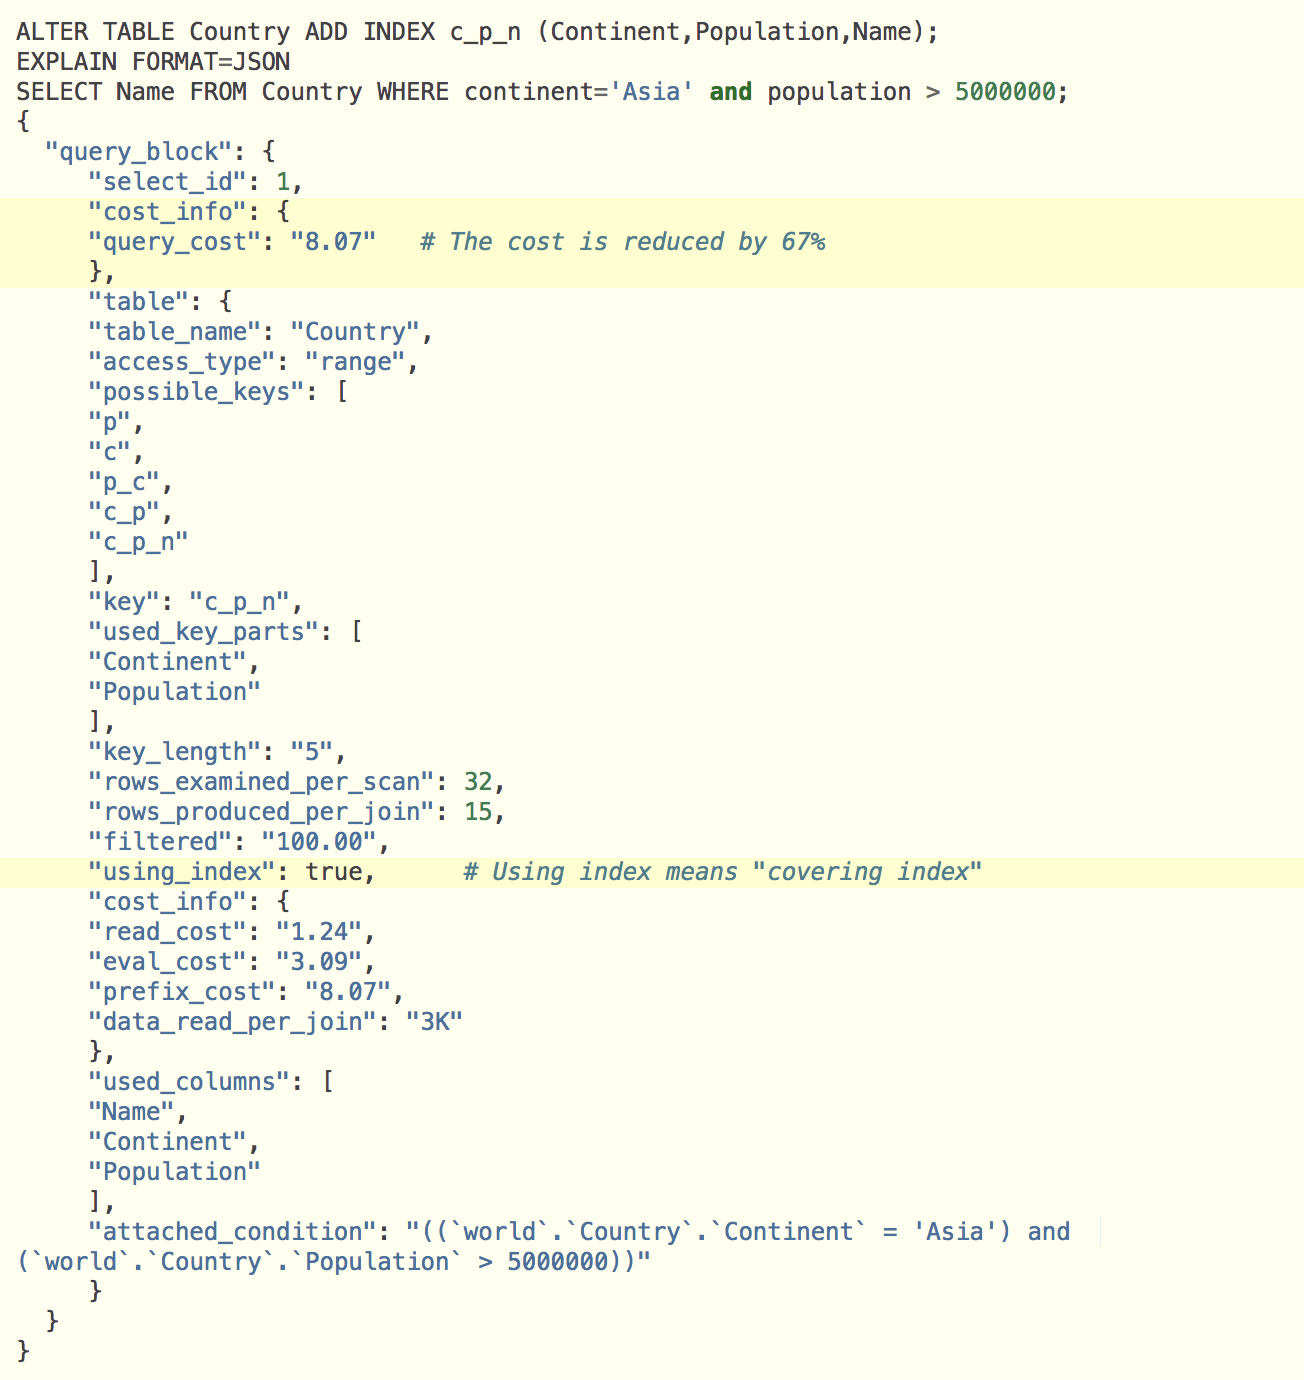 ALTER TABLE Country ADD INDEX c_p_n (Continent,Population,Name);
EXPLAIN FORMAT=JSON
SELECT Name FROM Country WHERE continent='Asia' and population > 5000000;
{
  "query_block": {
     "select_id": 1,
     "cost_info": {
     "query_cost": "8.07"   # The cost is reduced by 67%
     },
     "table": {
     "table_name": "Country",
     "access_type": "range",
     "possible_keys": [
     "p",
     "c",
     "p_c",
     "c_p",
     "c_p_n"
     ],
     "key": "c_p_n",
     "used_key_parts": [
     "Continent",
     "Population"
     ],
     "key_length": "5",
     "rows_examined_per_scan": 32,
     "rows_produced_per_join": 15,
     "filtered": "100.00",
     "using_index": true,      # Using index means "covering index"
     "cost_info": {
     "read_cost": "1.24",
     "eval_cost": "3.09",
     "prefix_cost": "8.07",
     "data_read_per_join": "3K"
     },
     "used_columns": [
     "Name",
     "Continent",
     "Population"
     ],
     "attached_condition": "((`world`.`Country`.`Continent` = 'Asia') and
(`world`.`Country`.`Population` > 5000000))"
     }
  }
}